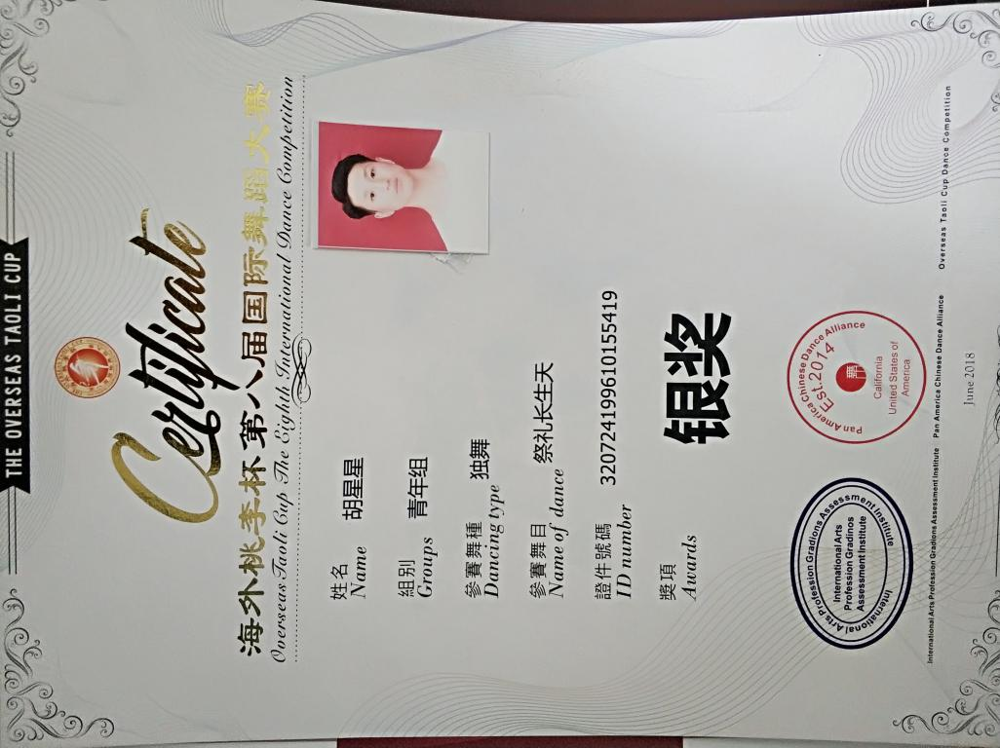 THE OVERSEAS TAOLI CUP
Certificate
海外桃李杯第八届国际舞蹈大赛
Overseas Taoli Cup The Eighth International Dance Competition
姓名 胡星星
Name
組别 青年组
Groups
參賽舞種 独舞
Dancing type
參賽舞目 祭礼长生天
Name of dance
證件號碼 320724199610155419
ID number
獎項 银奖
Awards
International Arts Profession Gradions Assessment Institute
International Arts
Profession Gradinos
Assessment Institute
Pan America Chinese Dance Alliance
Est.2014
California
United States of
America
International Arts Profession Gradions Assessment Institute Pan America Chinese Dance Alliance Overseas Taoli Cup Dance Competition
June 2018